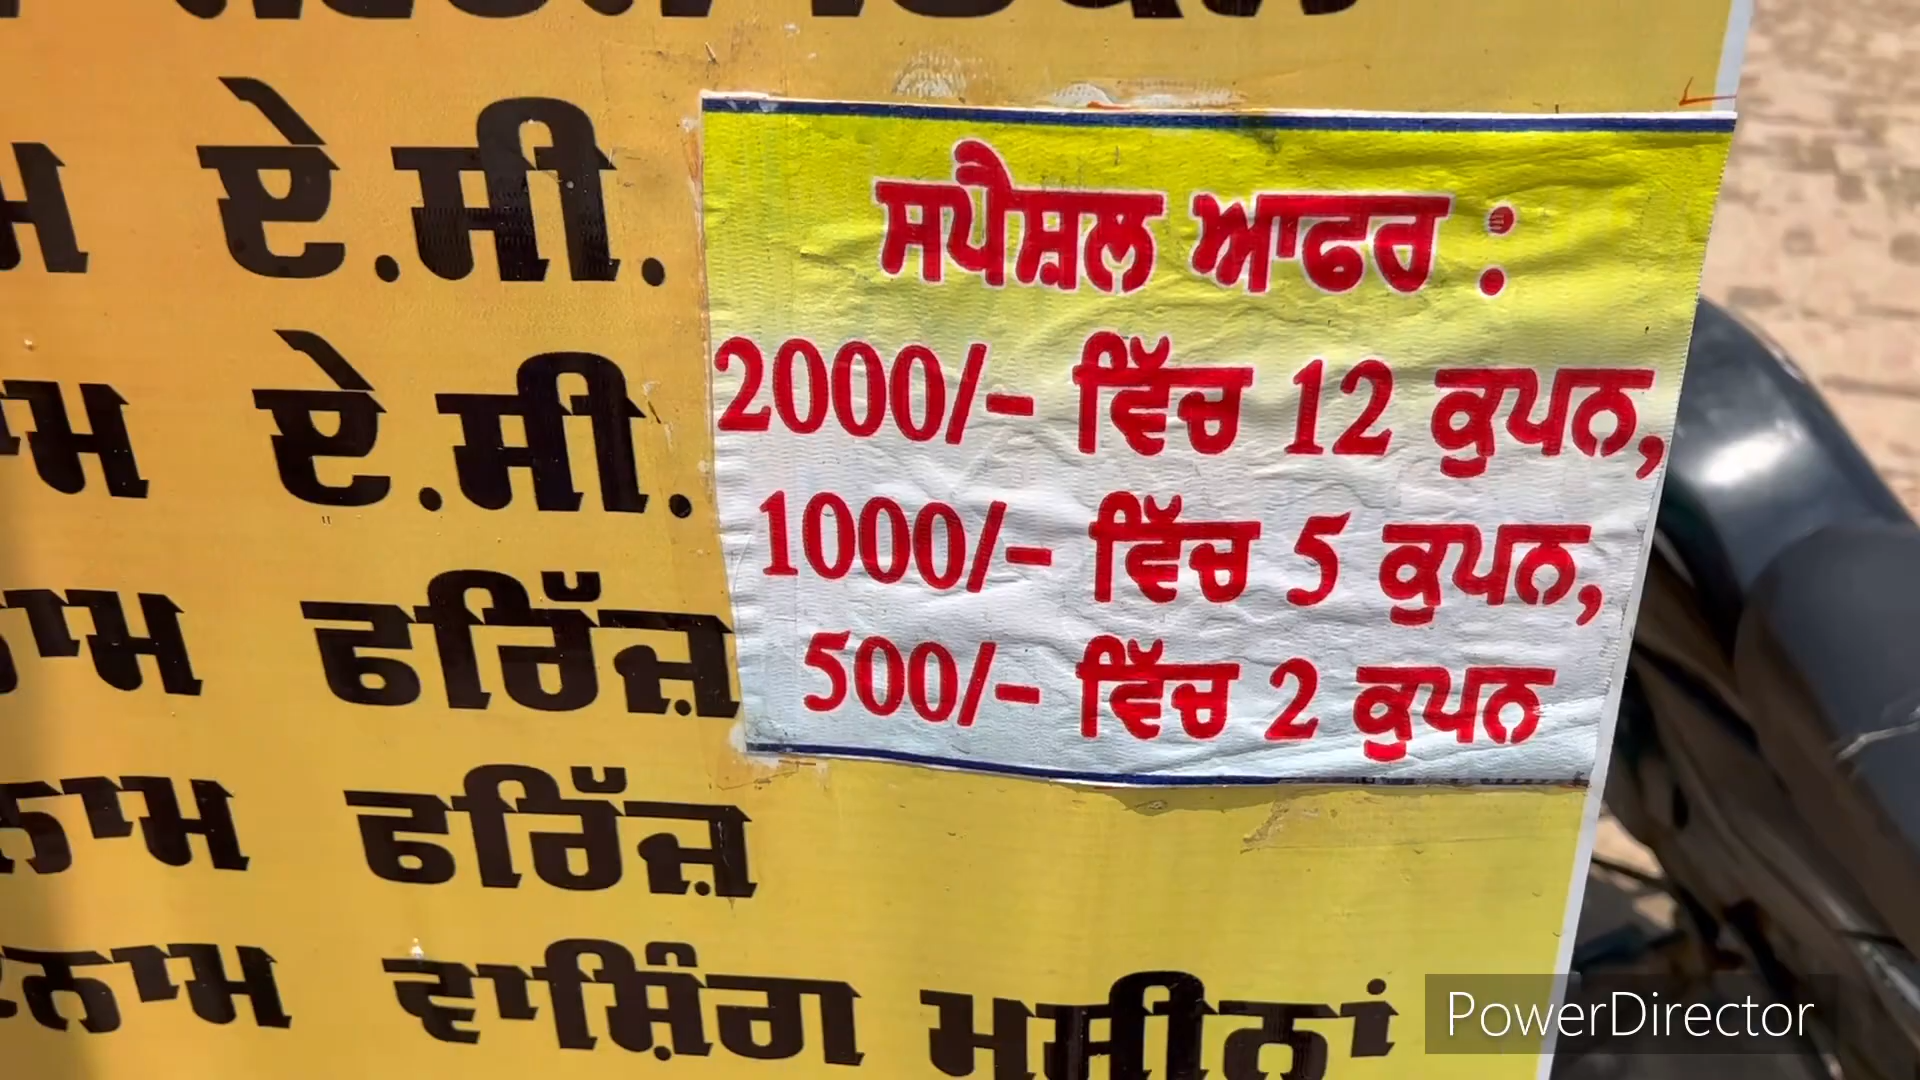 ਏ.ਸੀ.
ਏ.ਸੀ.
ਫਰਿੱਜ਼
ਨਾਮ ਫਰਿੱਜ਼
ਨਾਮ ਵਾਸ਼ਿੰਗ ਮਸੀਨਾਂ
ਸਪੈਸ਼ਲ ਆਫਰ :
2000/- ਵਿੱਚ 12 ਕੁਪਨ,
1000/- ਵਿੱਚ 5 ਕੁਪਨ,
500/- ਵਿੱਚ 2 ਕੁਪਨ
PowerDirector